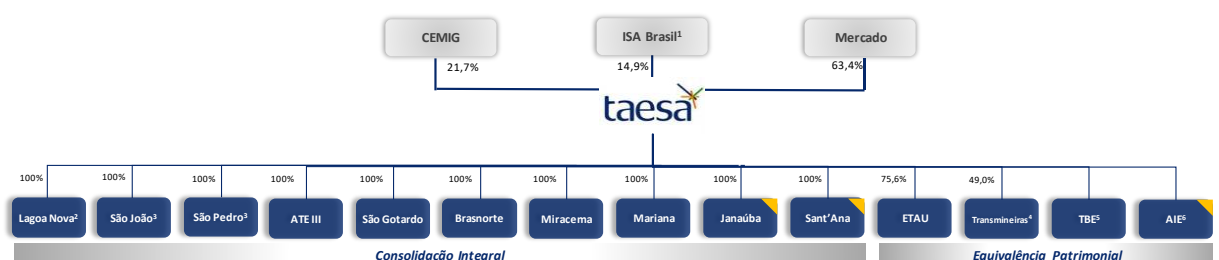 CEMIG
ISA Brasil¹
Mercado
21,7%
14,9%
63,4%
taesa
100%
100%
100%
100%
100%
100%
100%
100%
100%
100%
75,6%
49,0%
Lagoa Nova²
São João³
São Pedro³
ATE III
São Gotardo
Brasnorte
Miracema
Mariana
Janaúba
Sant'Ana
ETAU
Transmineiras⁴
TBE⁵
AIE⁶
Consolidação Integral
Equivalência Patrimonial